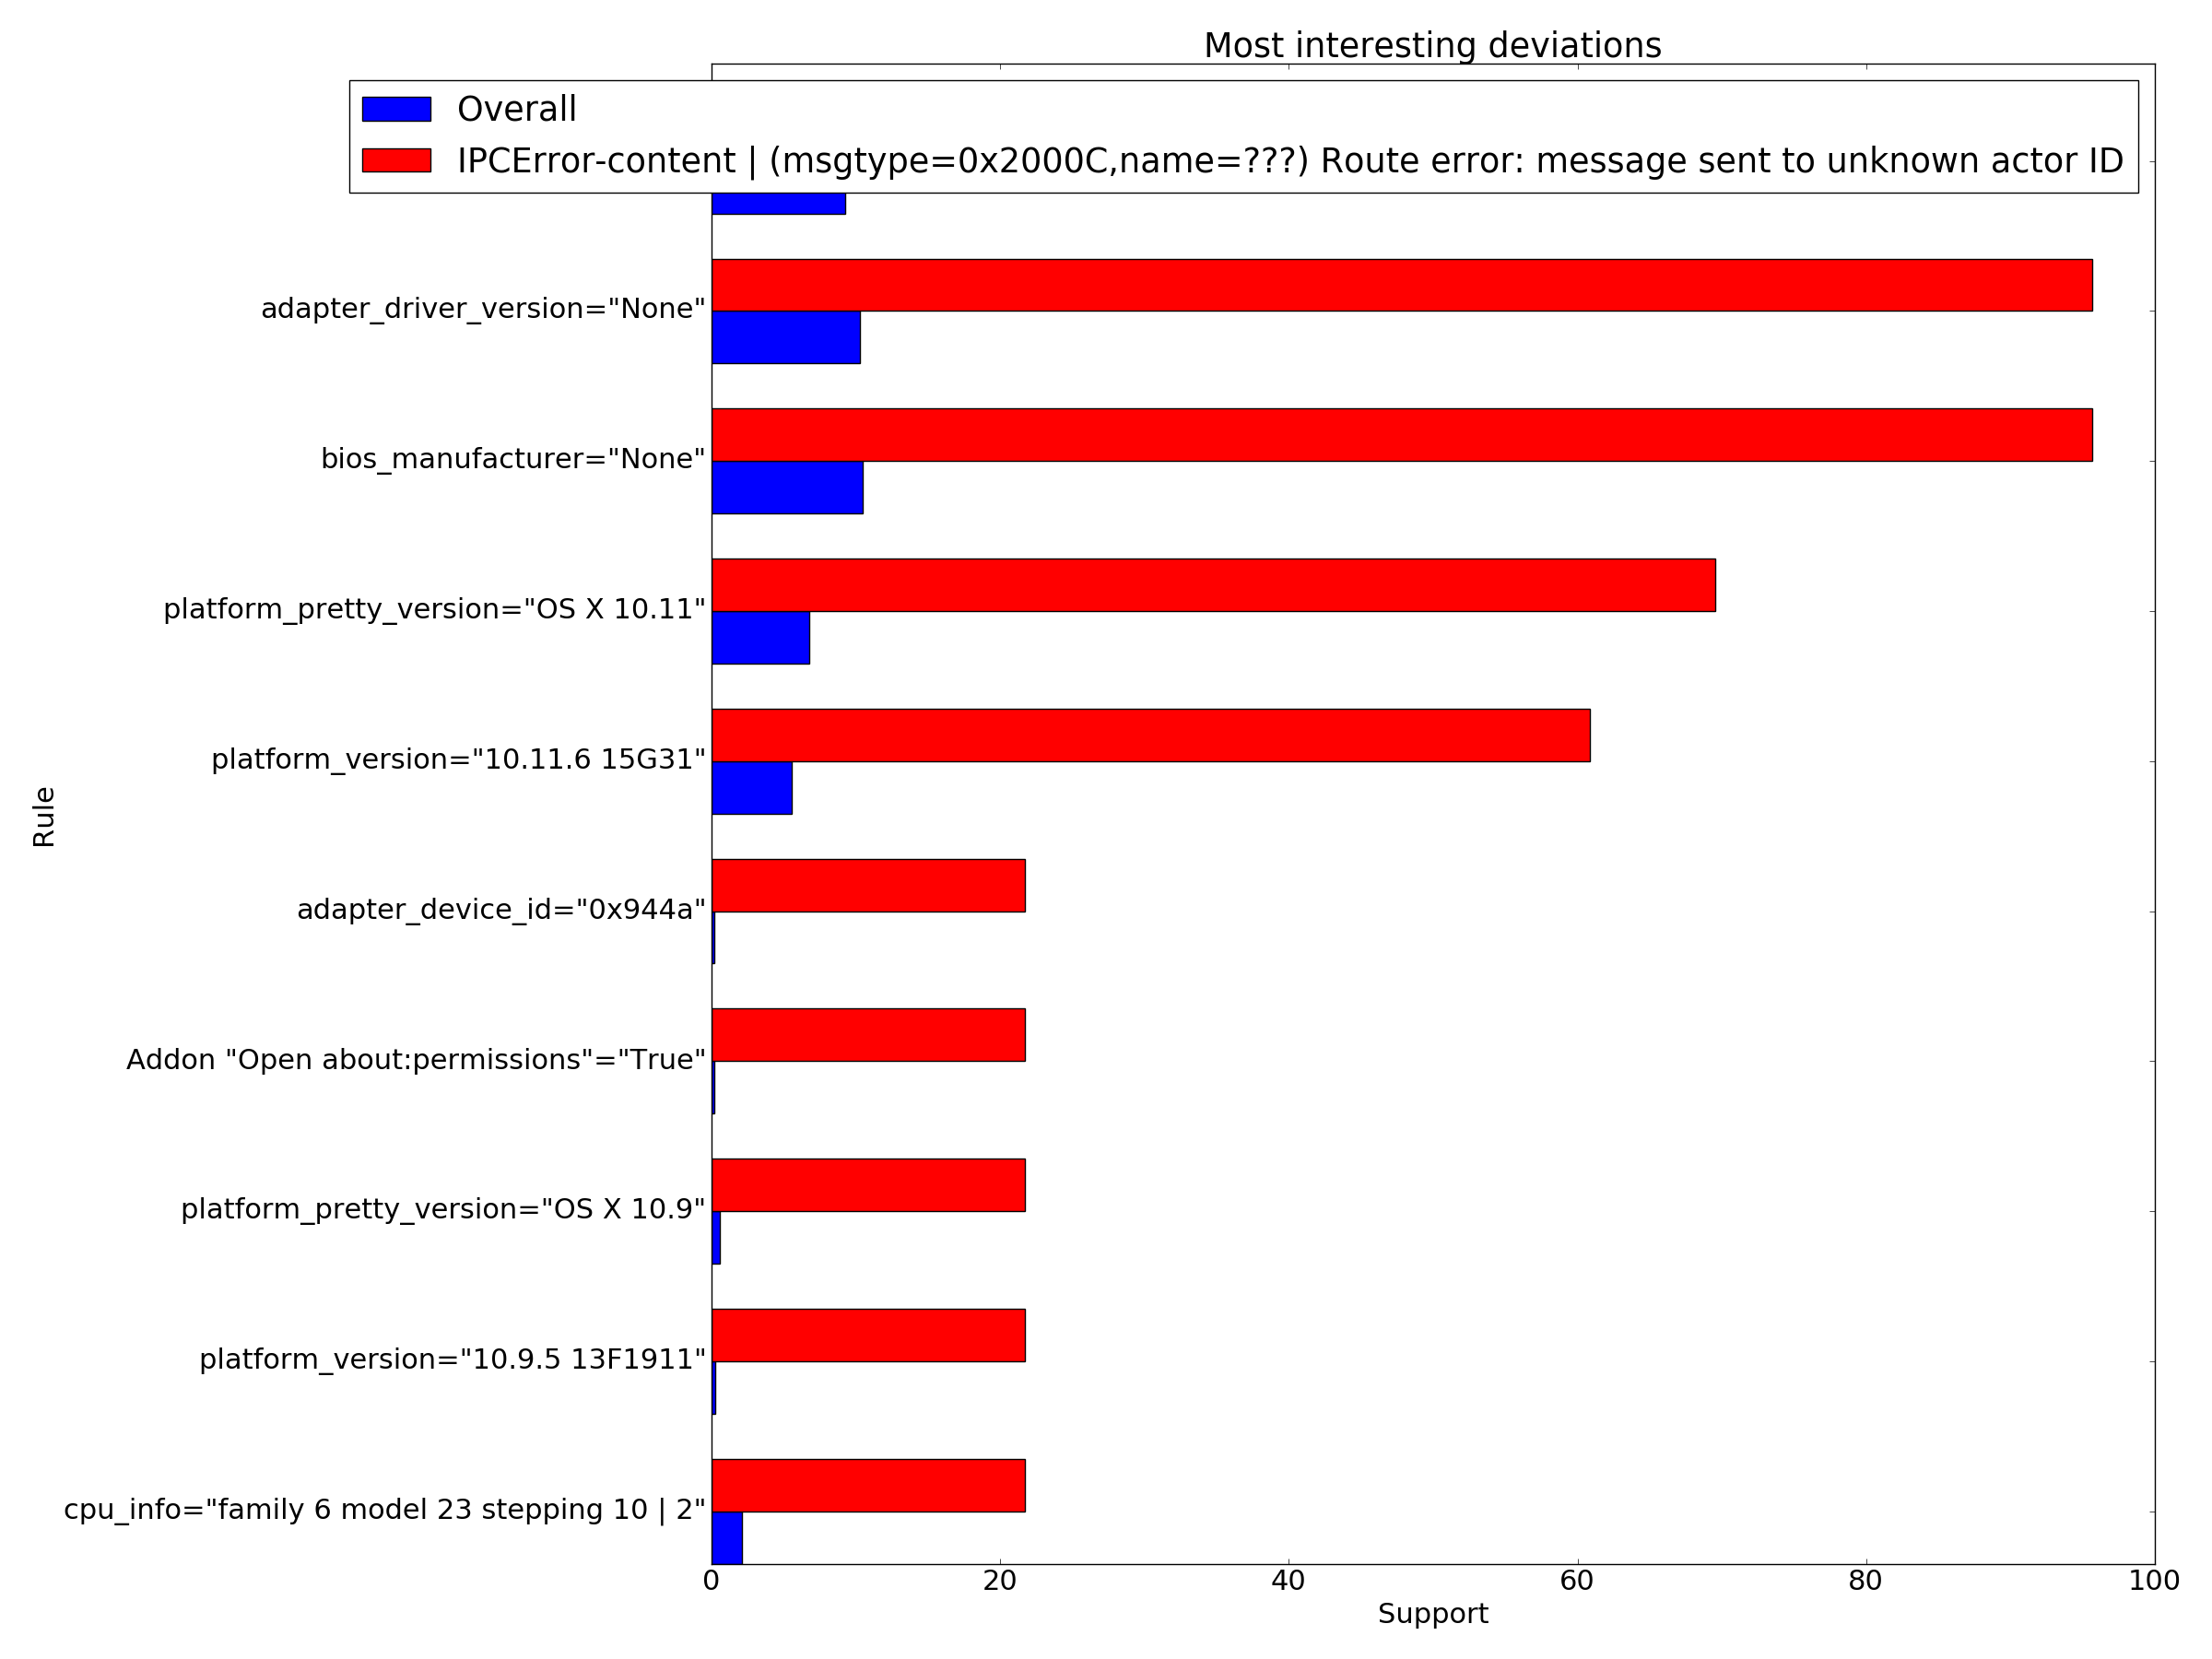 Most interesting deviations
Overall
IPCError-content | (msgtype=0x2000C,name=???) Route error: message sent to unknown actor ID
adapter_driver_version="None"
bios_manufacturer="None"
platform_pretty_version="OS X 10.11"
platform_version="10.11.6 15G31"
adapter_device_id="0x944a"
Addon "Open about:permissions"="True"
platform_pretty_version="OS X 10.9"
platform_version="10.9.5 13F1911"
cpu_info="family 6 model 23 stepping 10 | 2"
Rule
0 20 40 60 80 100
Support